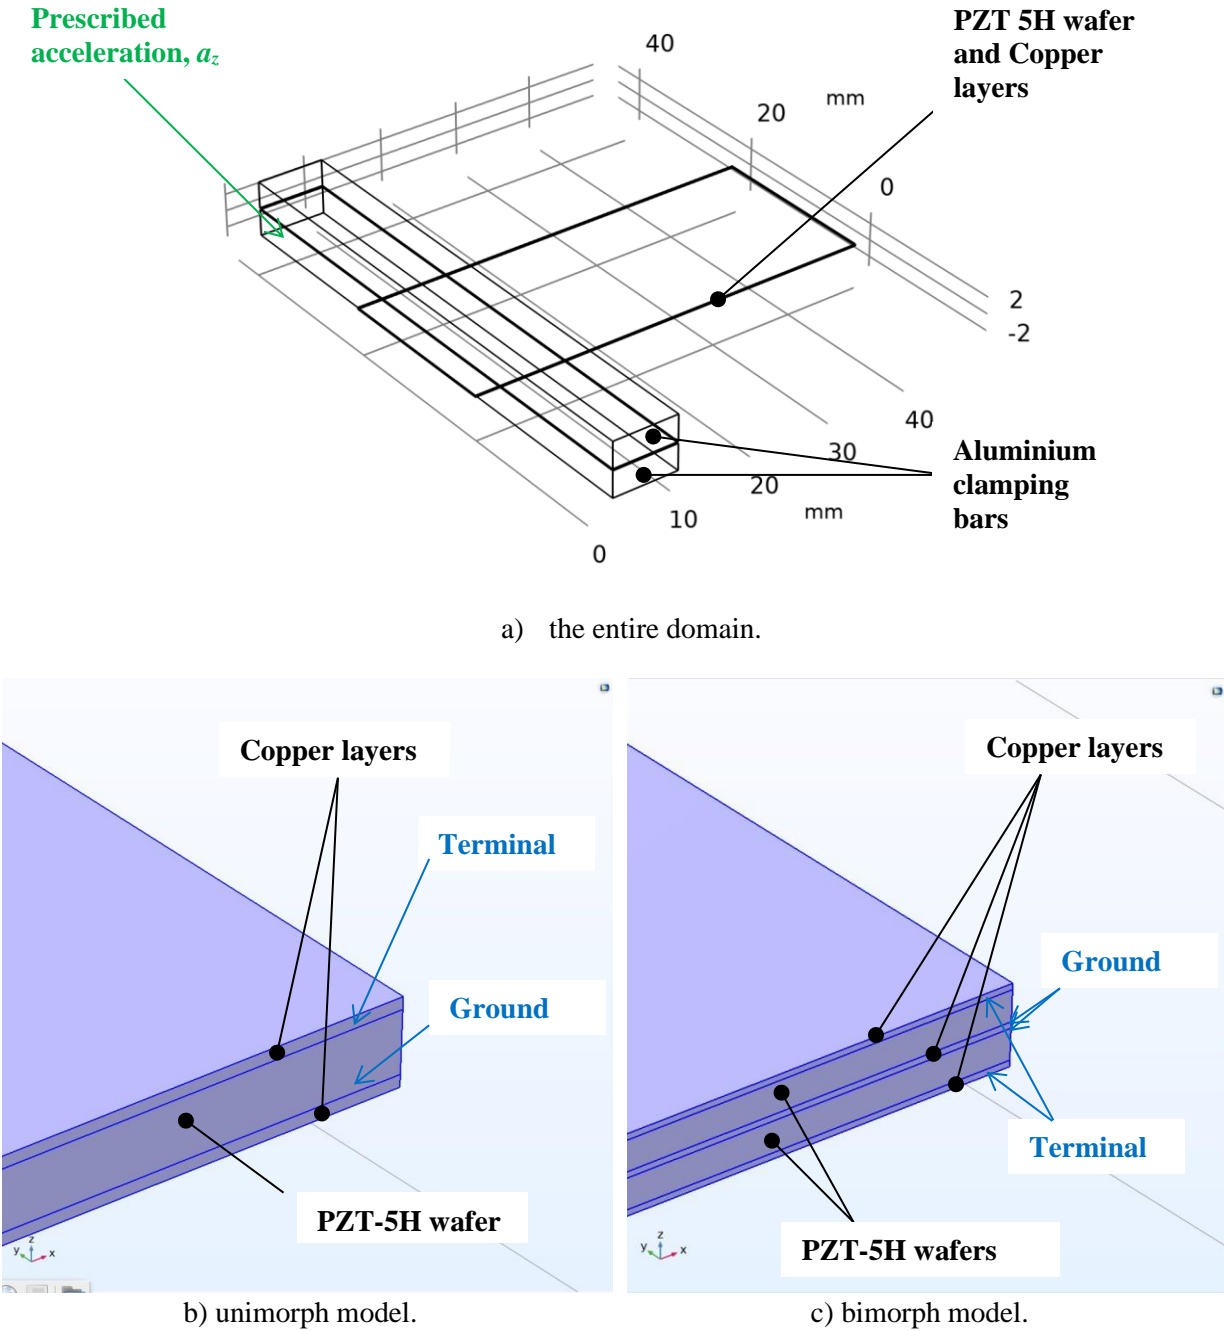 Prescribed
acceleration, az
PZT 5H wafer
and Copper
layers
40
20
mm
0
2
-2
40
30
20
mm
10
0
Aluminium
clamping
bars
a) the entire domain.
Copper layers
Terminal
Ground
PZT-5H wafer
z
y
x
b) unimorph model.
Copper layers
Ground
Terminal
PZT-5H wafers
z
y
x
c) bimorph model.